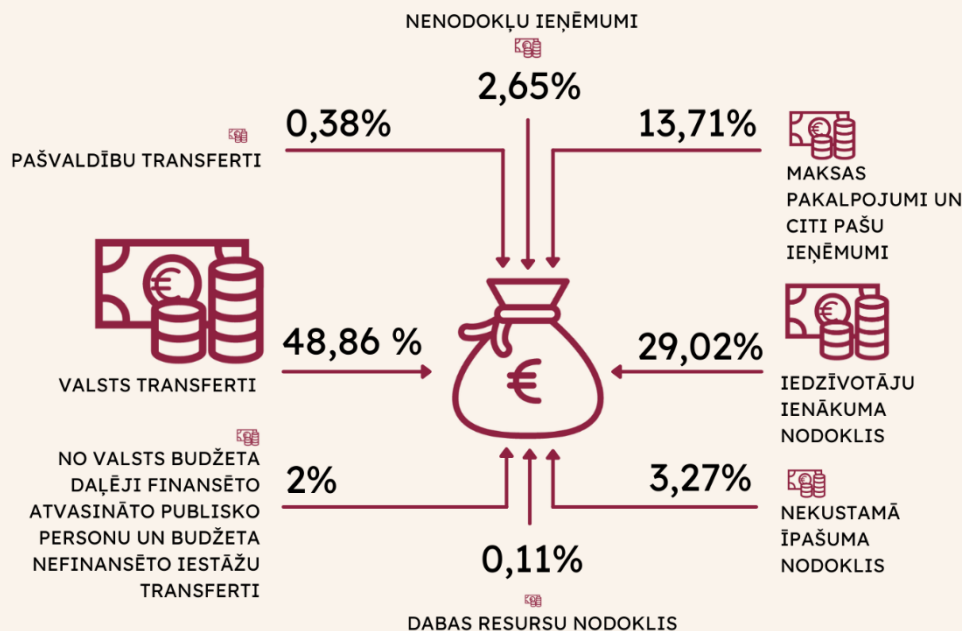 NENODOKĻU IEŅĒMUMI
2,65%
0,38%
PAŠVALDĪBU TRANSFERTI
13,71%
MAKSAS
PAKALPOJUMI UN
CITI PAŠU
IEŅĒMUMI
48,86 %
VALSTS TRANSFERTI
29,02%
IEDZĪVOTĀJU
IENĀKUMA
NODOKLIS
NO VALSTS BUDŽETA
DAĻĒJI FINANSĒTO
ATVASINĀTO PUBLISKO
PERSONU UN BUDŽETA
NEFINANSĒTO IESTĀŽU
TRANSFERTI
2%
3,27%
NEKUSTAMĀ
ĪPAŠUMA
NODOKLIS
0,11%
DABAS RESURSU NODOKLIS